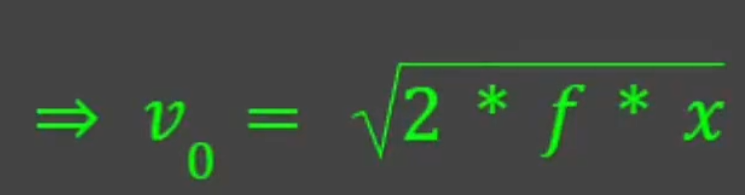 ⇒ v₀ = √(2 * f * x)